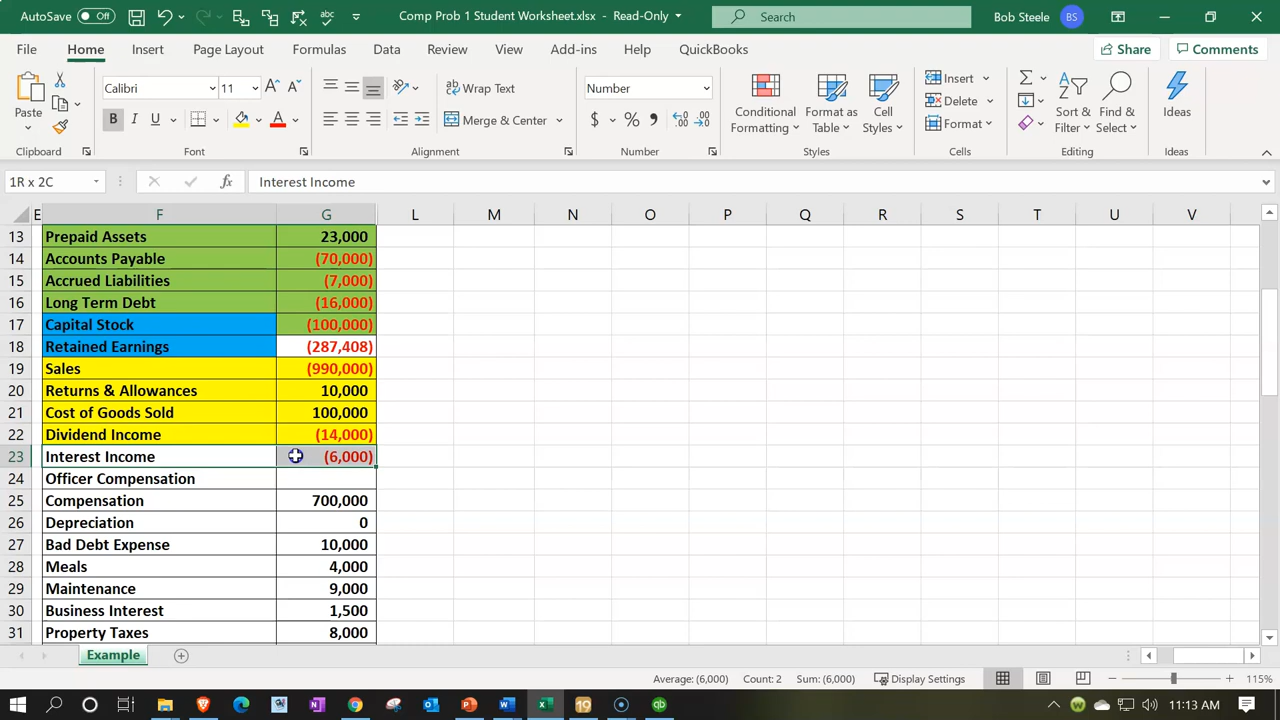 AutoSave Off Comp Prob 1 Student Worksheet.xlsx - Read-Only Search Bob Steele BS
File Home Insert Page Layout Formulas Data Review View Add-ins Help QuickBooks Share Comments
Paste Calibri 11 Wrap Text Number Conditional Formatting Format as Table Cell Styles Insert Sort & Filter Find & Select Ideas
B I U Merge & Center $ % Delete
Format
Clipboard Font Alignment Number Styles Cells Editing Ideas
1R x 2C fx Interest Income
E F G L M N O P Q R S T U V
13 Prepaid Assets 23,000
14 Accounts Payable (70,000)
15 Accrued Liabilities (7,000)
16 Long Term Debt (16,000)
17 Capital Stock (100,000)
18 Retained Earnings (287,408)
19 Sales (990,000)
20 Returns & Allowances 10,000
21 Cost of Goods Sold 100,000
22 Dividend Income (14,000)
23 Interest Income (6,000)
24 Officer Compensation
25 Compensation 700,000
26 Depreciation 0
27 Bad Debt Expense 10,000
28 Meals 4,000
29 Maintenance 9,000
30 Business Interest 1,500
31 Property Taxes 8,000
Example
Average: (6,000) Count: 2 Sum: (6,000) Display Settings 115%
11:13 AM